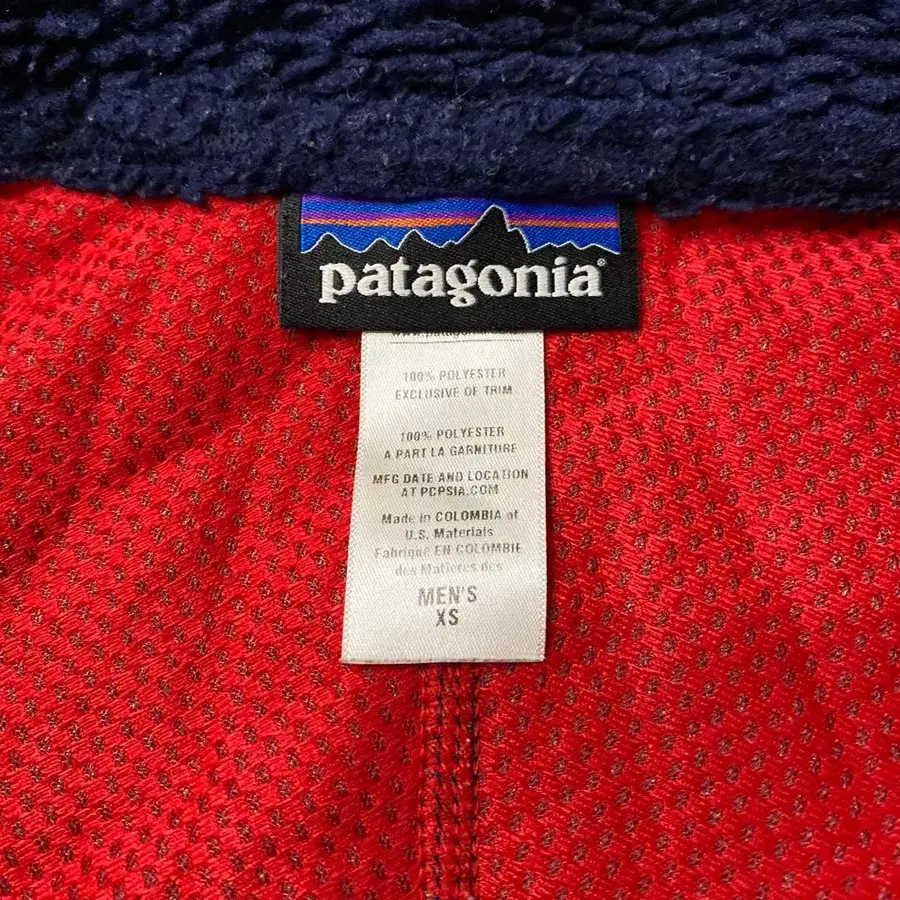 patagonia®
100% POLYESTER
EXCLUSIVE OF TRIM
100% POLYESTER
A PART LA GARNITURE
MFG DATE AND LOCATION
AT PCPSIA.COM
Made in COLOMBIA of
U.S. Materials
Fabriqué EN COLOMBIE
des Matieres des
MEN'S
XS